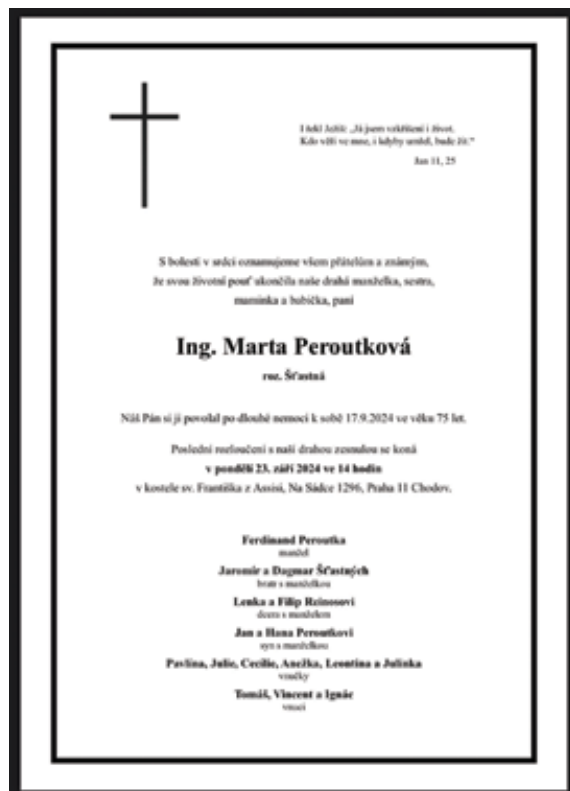 I řekl Ježíš: „Já jsem vzkříšení i život.
Kdo věří ve mne, i kdyby umřel, bude žít.“
Jan 11, 25
S bolestí v srdci oznamujeme všem přátelům a známým,
že svou životní pouť ukončila naše drahá manželka, sestra,
maminka a babička, paní
Ing. Marta Peroutková
roz. Šťastná
Náš Pán si ji povolal po dlouhé nemoci k sobě 17.9.2024 ve věku 75 let.
Poslední rozloučení s naší drahou zesnulou se koná
v pondělí 23. září 2024 ve 14 hodin
v kostele sv. Františka z Assisi, Na Sádce 1296, Praha 11 Chodov.
Ferdinand Peroutka
manžel
Jaromír a Dagmar Šťastných
bratr s manželkou
Lenka a Filip Reinosovi
dcera s manželem
Jan a Hana Peroutkovi
syn s manželkou
Pavlína, Julie, Cecílie, Anežka, Leontina a Julinka
vnučky
Tomáš, Vincent a Ignác
vnuci